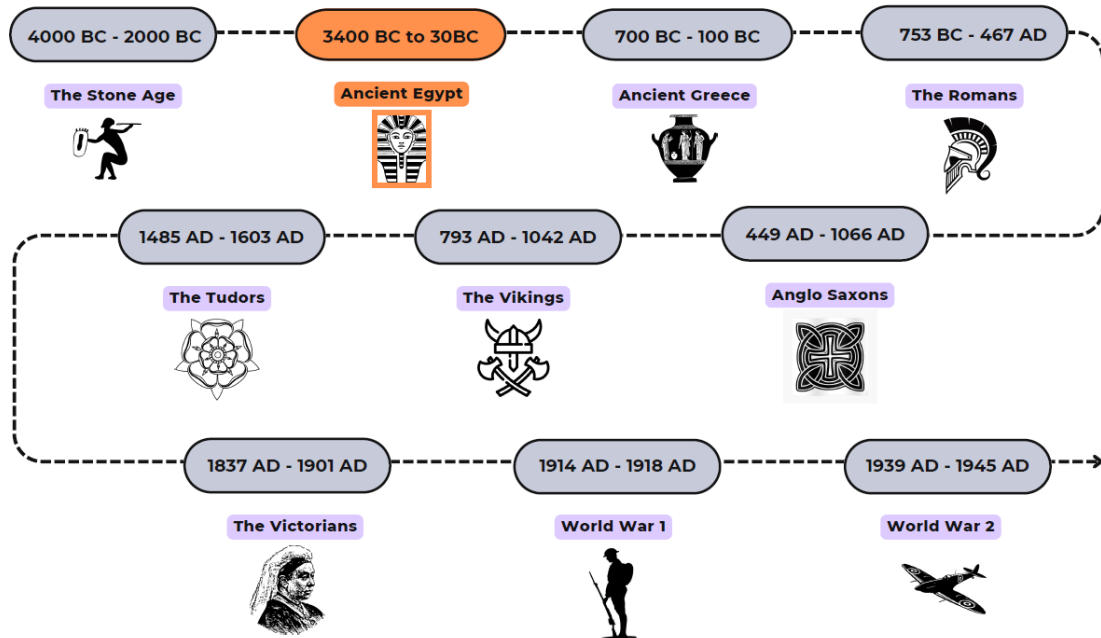 4000 BC - 2000 BC
3400 BC to 30BC
700 BC - 100 BC
753 BC - 467 AD
The Stone Age
Ancient Egypt
Ancient Greece
The Romans
1485 AD - 1603 AD
793 AD - 1042 AD
449 AD - 1066 AD
The Tudors
The Vikings
Anglo Saxons
1837 AD - 1901 AD
1914 AD - 1918 AD
1939 AD - 1945 AD
The Victorians
World War 1
World War 2